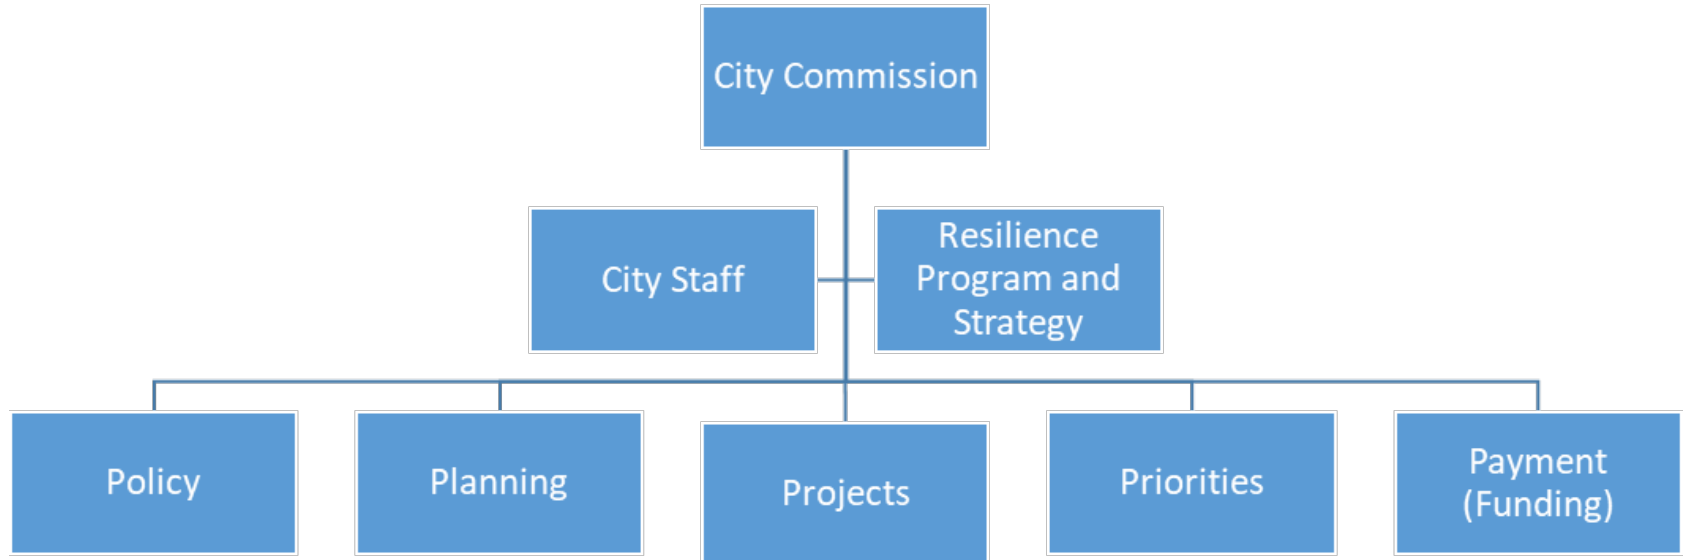 City Commission
City Staff
Resilience
Program and
Strategy
Policy
Planning
Projects
Priorities
Payment
(Funding)